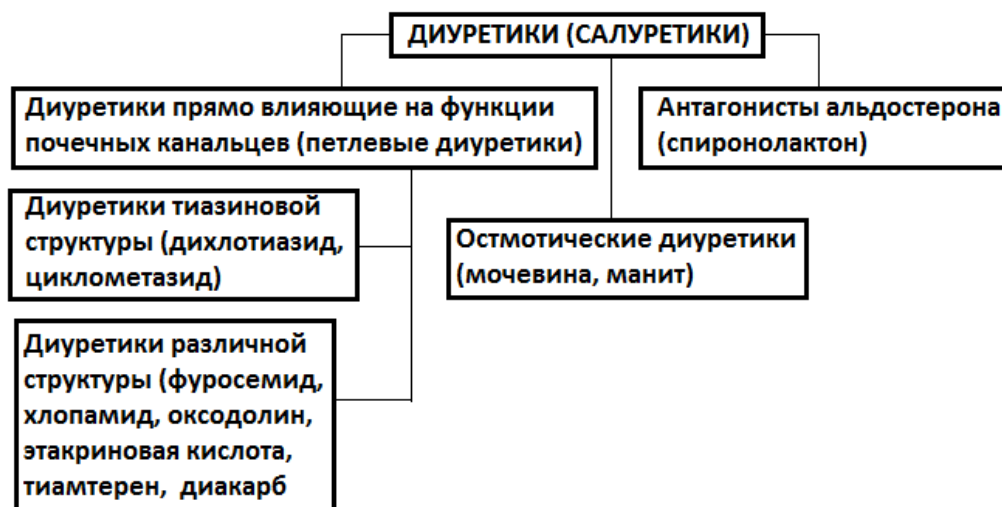 ДИУРЕТИКИ (САЛУРЕТИКИ)
Диуретики прямо влияющие на функции
почечных канальцев (петлевые диуретики)
Антагонисты альдостерона
(спиронолактон)
Диуретики тиазиновой
структуры (дихлотиазид,
циклометазид)
Остмотические диуретики
(мочевина, манит)
Диуретики различной
структуры (фуросемид,
хлопамид, оксодолин,
этакриновая кислота,
тиамтерен, диакарб